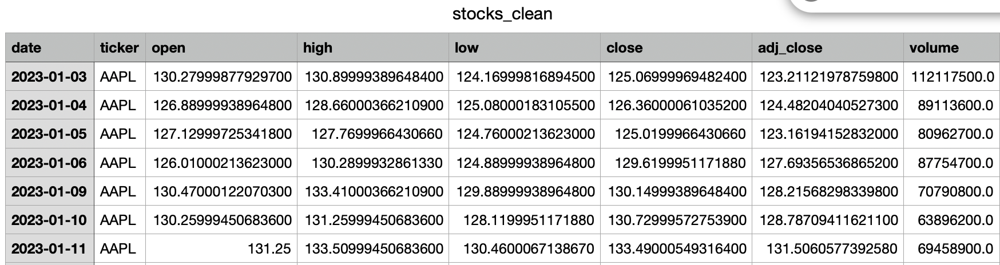 stocks_clean
date ticker open high low close adj_close volume
2023-01-03 AAPL 130.27999877929700 130.89999389648400 124.16999816894500 125.06999969482400 123.21121978759800 112117500.0
2023-01-04 AAPL 126.88999938964800 128.66000366210900 125.08000183105500 126.36000061035200 124.48204040527300 89113600.0
2023-01-05 AAPL 127.12999725341800 127.7699966430660 124.76000213623000 125.0199966430660 123.16194152832000 80962700.0
2023-01-06 AAPL 126.01000213623000 130.2899932861330 124.88999938964800 129.6199951171880 127.69356536865200 87754700.0
2023-01-09 AAPL 130.47000122070300 133.41000366210900 129.88999938964800 130.14999389648400 128.21568298339800 70790800.0
2023-01-10 AAPL 130.25999450683600 131.25999450683600 128.1199951171880 130.72999572753900 128.78709411621100 63896200.0
2023-01-11 AAPL 131.25 133.50999450683600 130.4600067138670 133.49000549316400 131.5060577392580 69458900.0